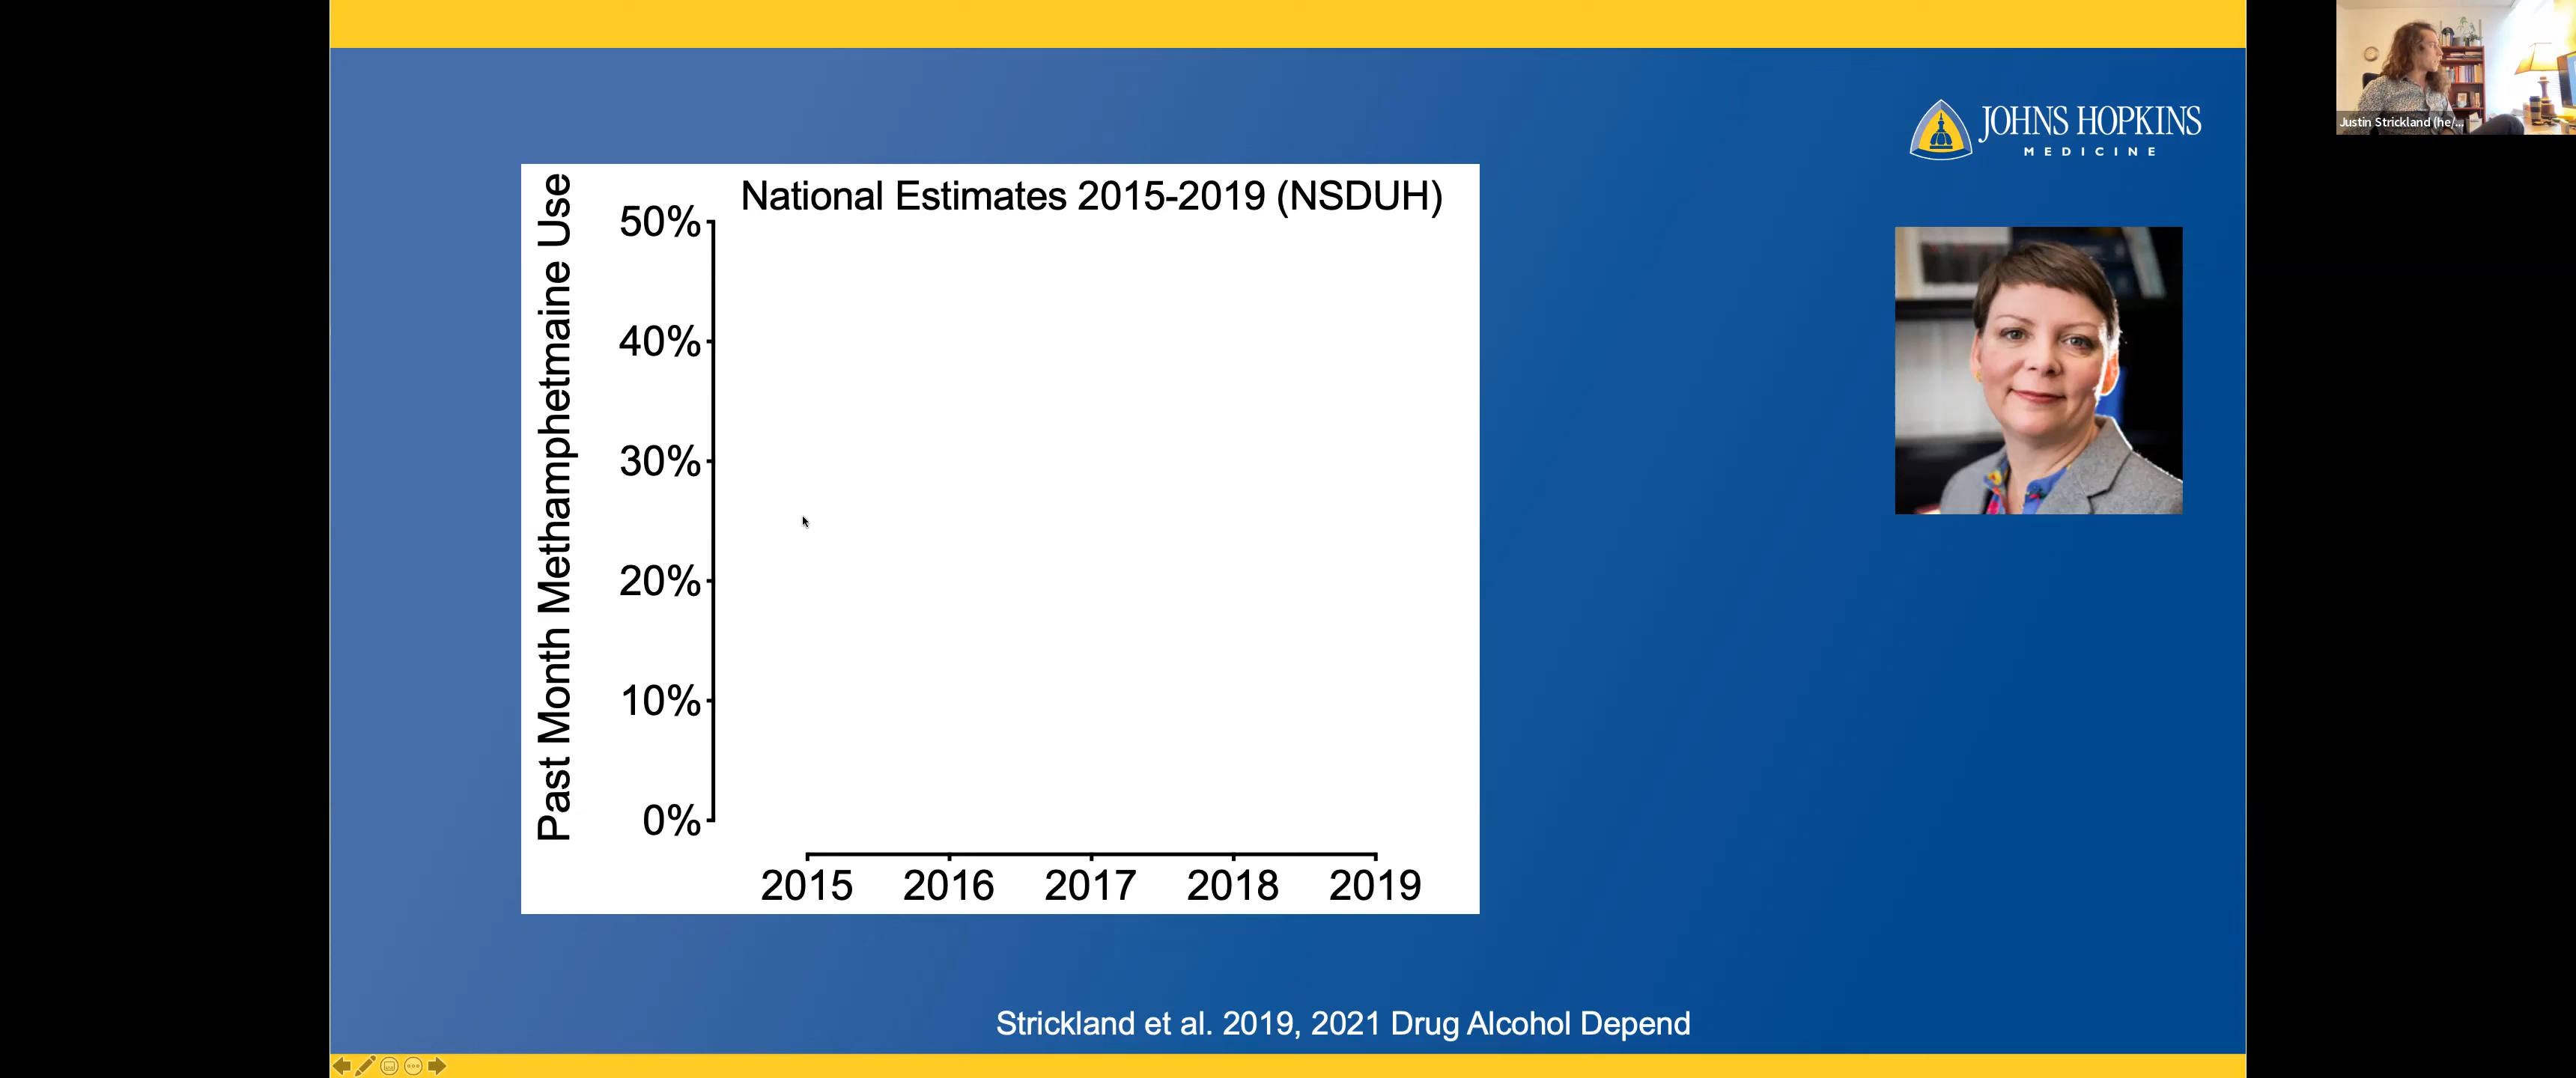 JOHNS HOPKINS
MEDICINE
Justin Strickland (he/...
National Estimates 2015-2019 (NSDUH)
Past Month Methamphetmaine Use
50%
40%
30%
20%
10%
0%
2015 2016 2017 2018 2019
Strickland et al. 2019, 2021 Drug Alcohol Depend